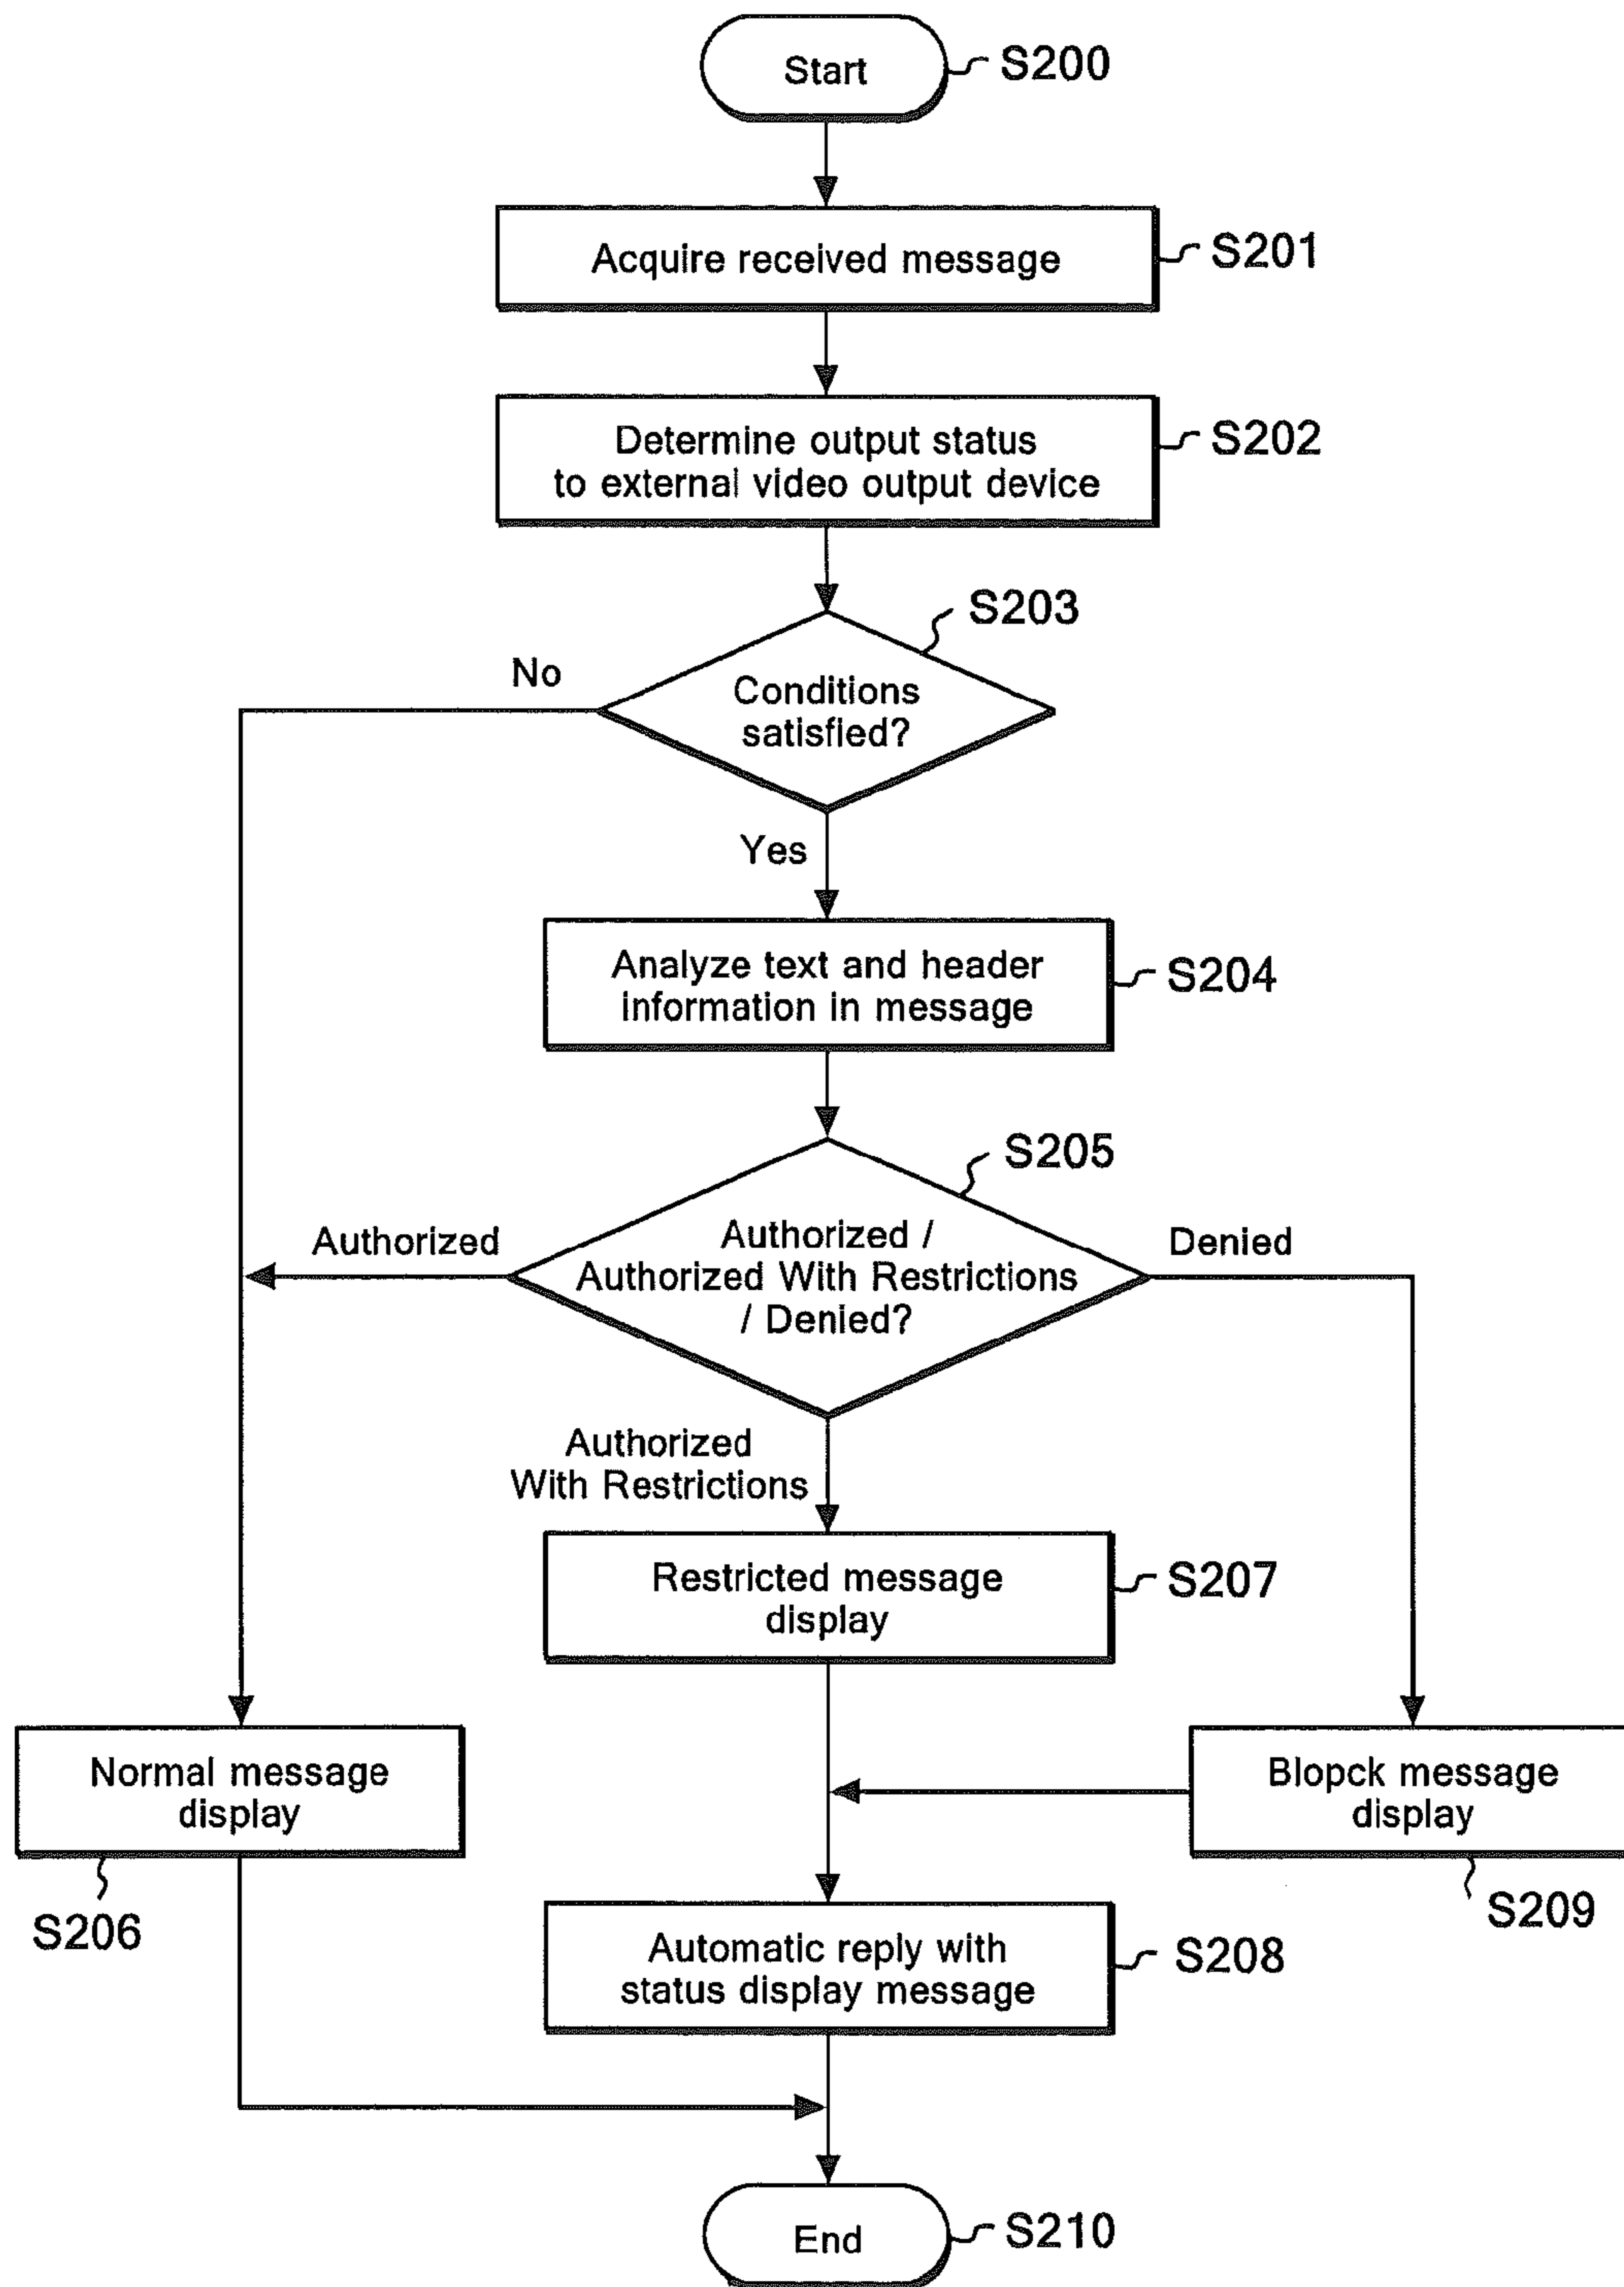 Start
S200
Acquire received message
S201
Determine output status
to external video output device
S202
S203
No
Conditions
satisfied?
Yes
Analyze text and header
information in message
S204
S205
Authorized
Authorized /
Authorized With Restrictions
/ Denied?
Denied
Authorized
With Restrictions
Restricted message
display
S207
Normal message
display
S206
Blopck message
display
S209
Automatic reply with
status display message
S208
End
S210